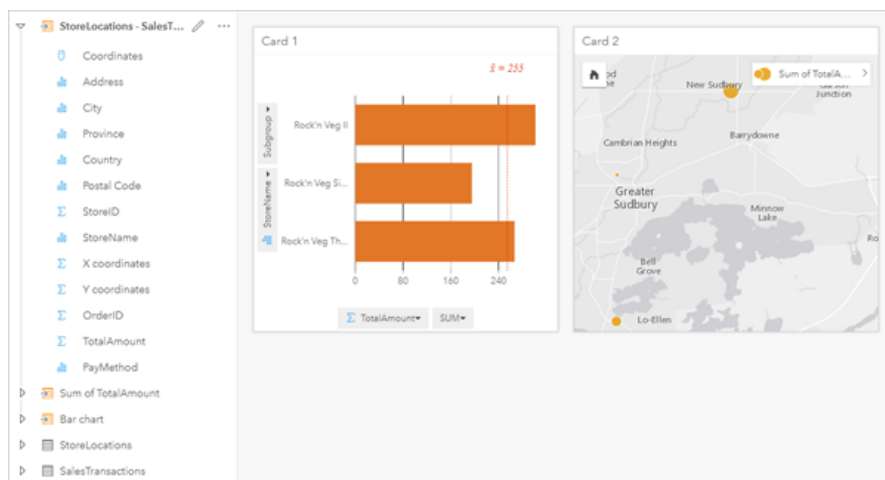 StoreLocations - SalesT...
Coordinates
Address
City
Province
Country
Postal Code
StoreID
StoreName
X coordinates
Y coordinates
OrderID
TotalAmount
PayMethod
Sum of TotalAmount
Bar chart
StoreLocations
SalesTransactions
Card 1
x̄ = 255
Subgroup
StoreName
Rock'n Veg II
Rock'n Veg Si...
Rock'n Veg Th...
0 80 160 240
Σ TotalAmount
SUM
Card 2
Sum of TotalA...
New Sudbury
Junction
Cambrian Heights
Barrydowne
Greater
Sudbury
Minnow
Lake
Ro
Bell
Grove
Lo-Ellen